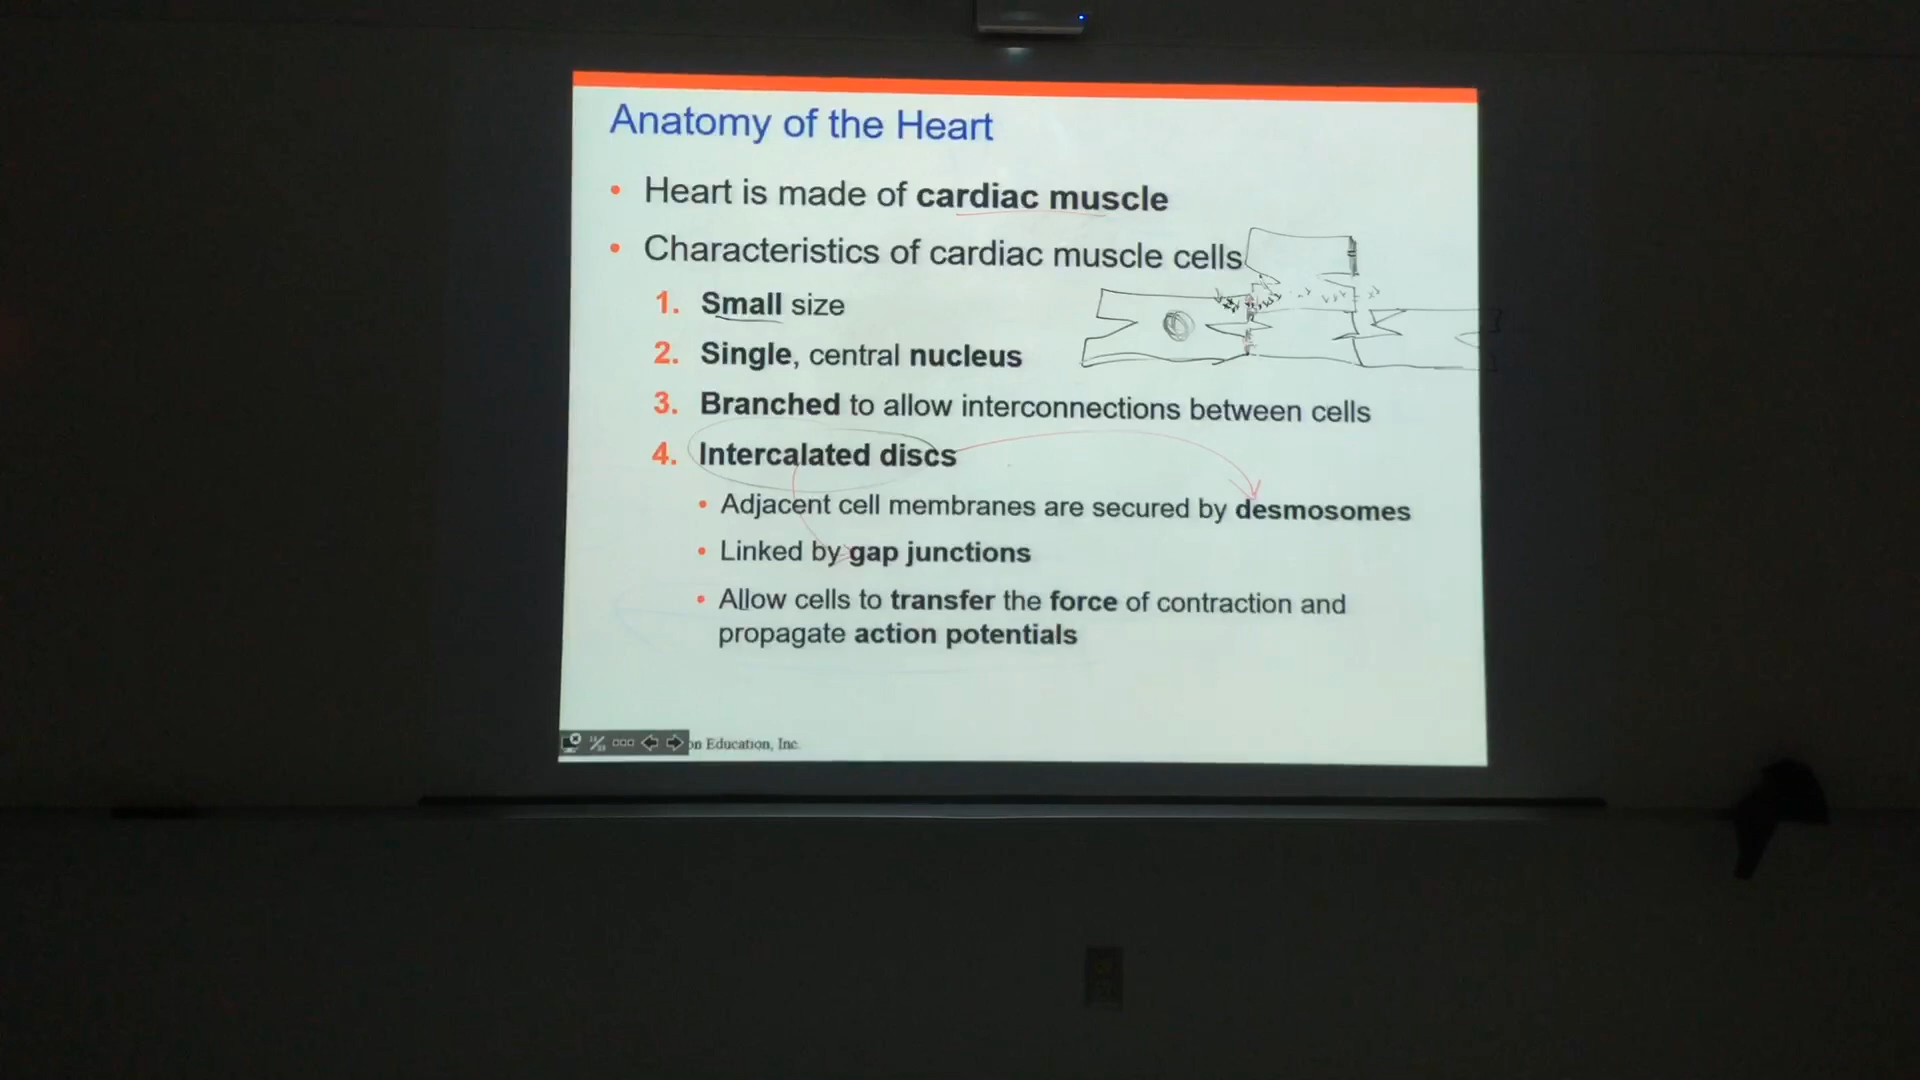 Anatomy of the Heart
• Heart is made of cardiac muscle
• Characteristics of cardiac muscle cells
1. Small size
2. Single, central nucleus
3. Branched to allow interconnections between cells
4. Intercalated discs
• Adjacent cell membranes are secured by desmosomes
• Linked by gap junctions
• Allow cells to transfer the force of contraction and
propagate action potentials
on Education, Inc.